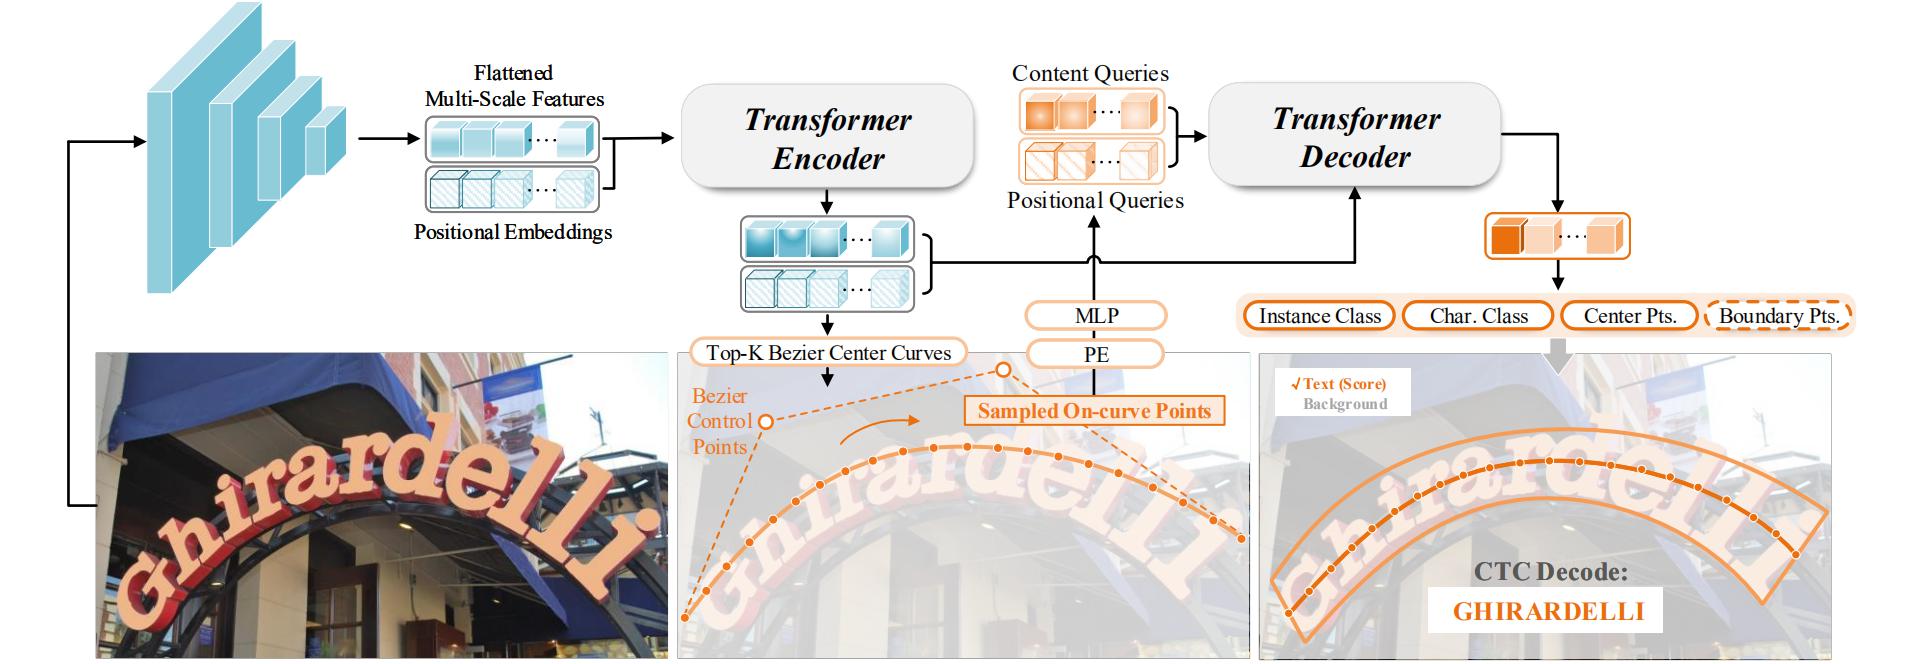 Flattened
Multi-Scale Features
Positional Embeddings
Transformer
Encoder
Content Queries
Positional Queries
Transformer
Decoder
MLP
PE
Instance Class
Char. Class
Center Pts.
Boundary Pts.
Top-K Bezier Center Curves
Bezier
Control
Points
Sampled On-curve Points
√ Text (Score)
Background
Ghirardelli
Ghirardelli
Ghirardelli
CTC Decode:
GHIRARDELLI